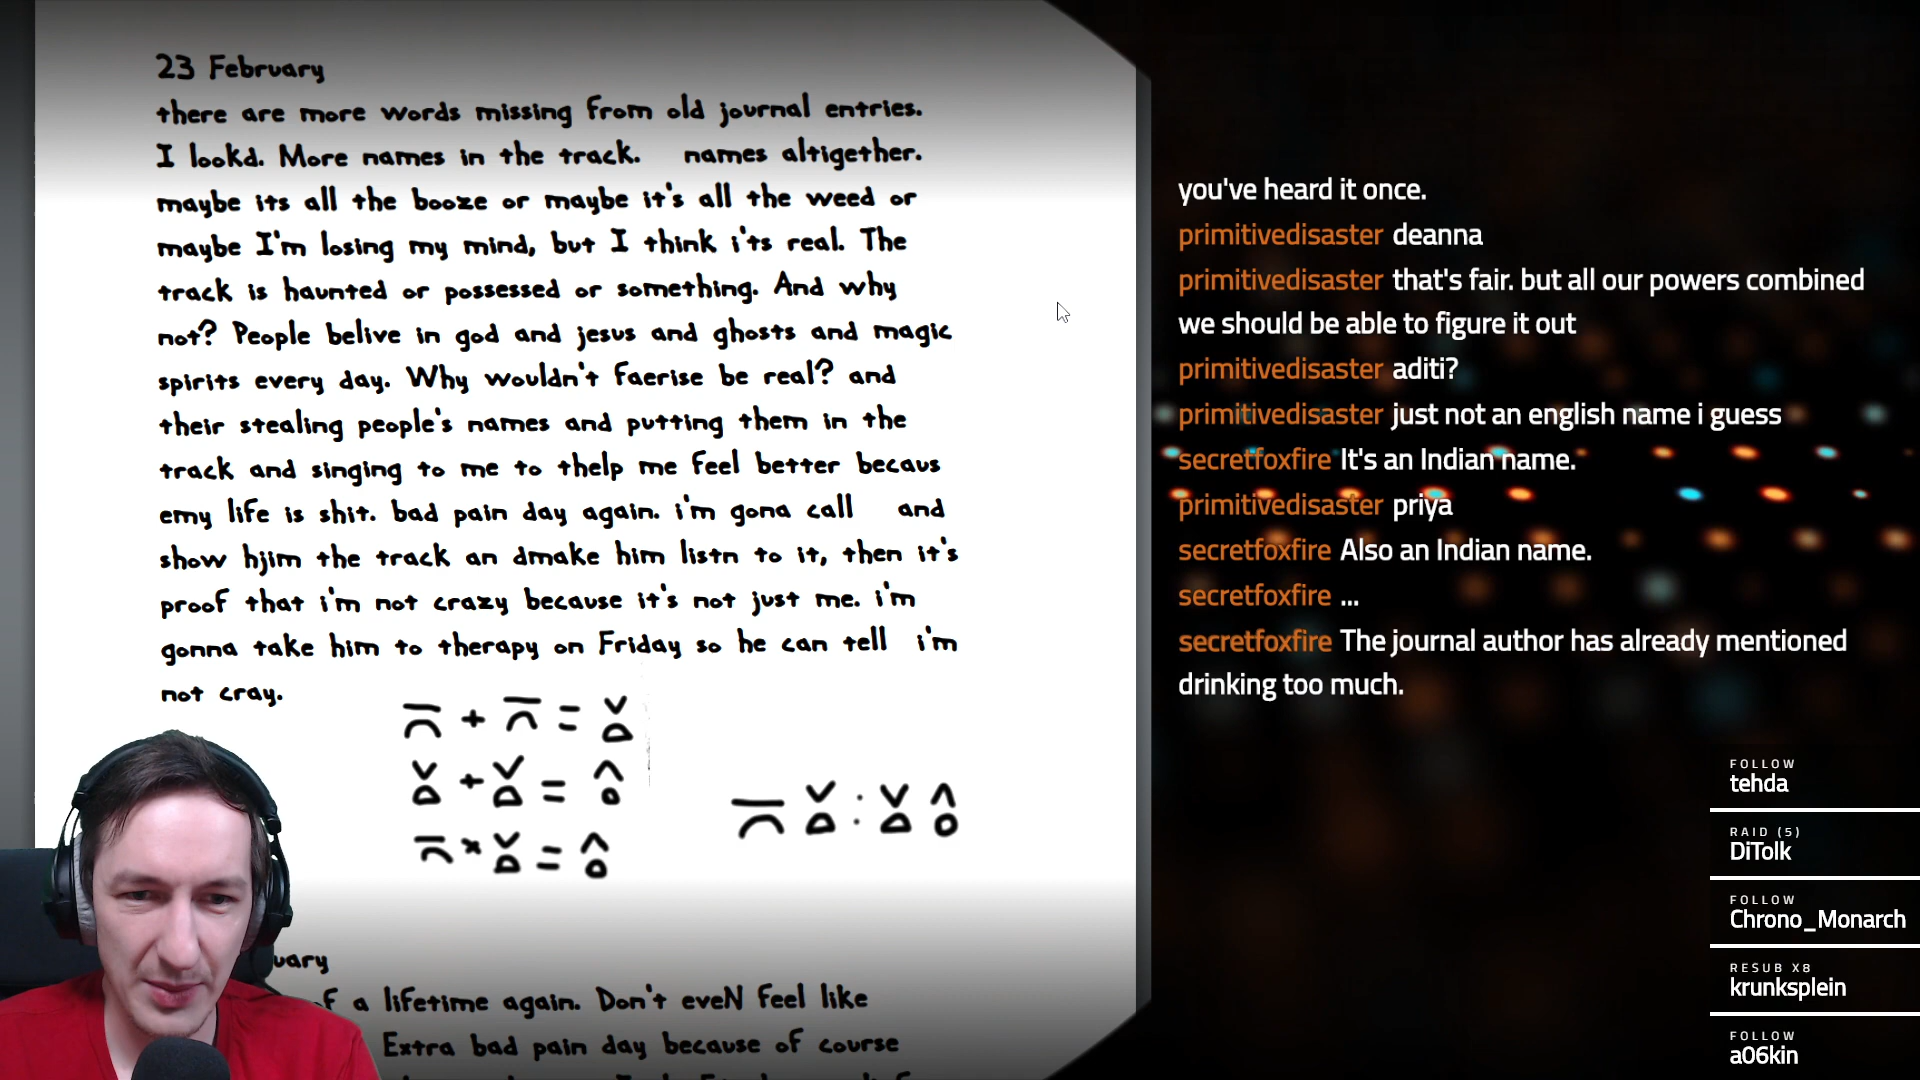 23 February
there are more words missing from old journal entries.
I lookd. More names in the track. names altigether.
maybe its all the booze or maybe it's all the weed or
maybe I'm losing my mind, but I think i'ts real. The
track is haunted or possessed or something. And why
not? People belive in god and jesus and ghosts and magic
spirits every day. Why wouldn't faerise be real? and
their stealing people's names and putting them in the
track and singing to me to thelp me feel better becaus
emy life is shit. bad pain day again. i'm gona call and
show hjim the track an dmake him listn to it, then it's
proof that i'm not crazy because it's not just me. i'm
gonna take him to therapy on Friday so he can tell i'm
not cray.
of a lifetime again. Don't eveN feel like
Extra bad pain day because of course
you've heard it once.
primitivedisaster deanna
primitivedisaster that's fair. but all our powers combined
we should be able to figure it out
primitivedisaster aditi?
primitivedisaster just not an english name i guess
secretfoxfire It's an Indian name.
primitivedisaster priya
secretfoxfire Also an Indian name.
secretfoxfire ...
secretfoxfire The journal author has already mentioned
drinking too much.
FOLLOW
tehda
RAID (5)
DiTolk
FOLLOW
Chrono_Monarch
RESUB X8
krunksplein
FOLLOW
a06kin